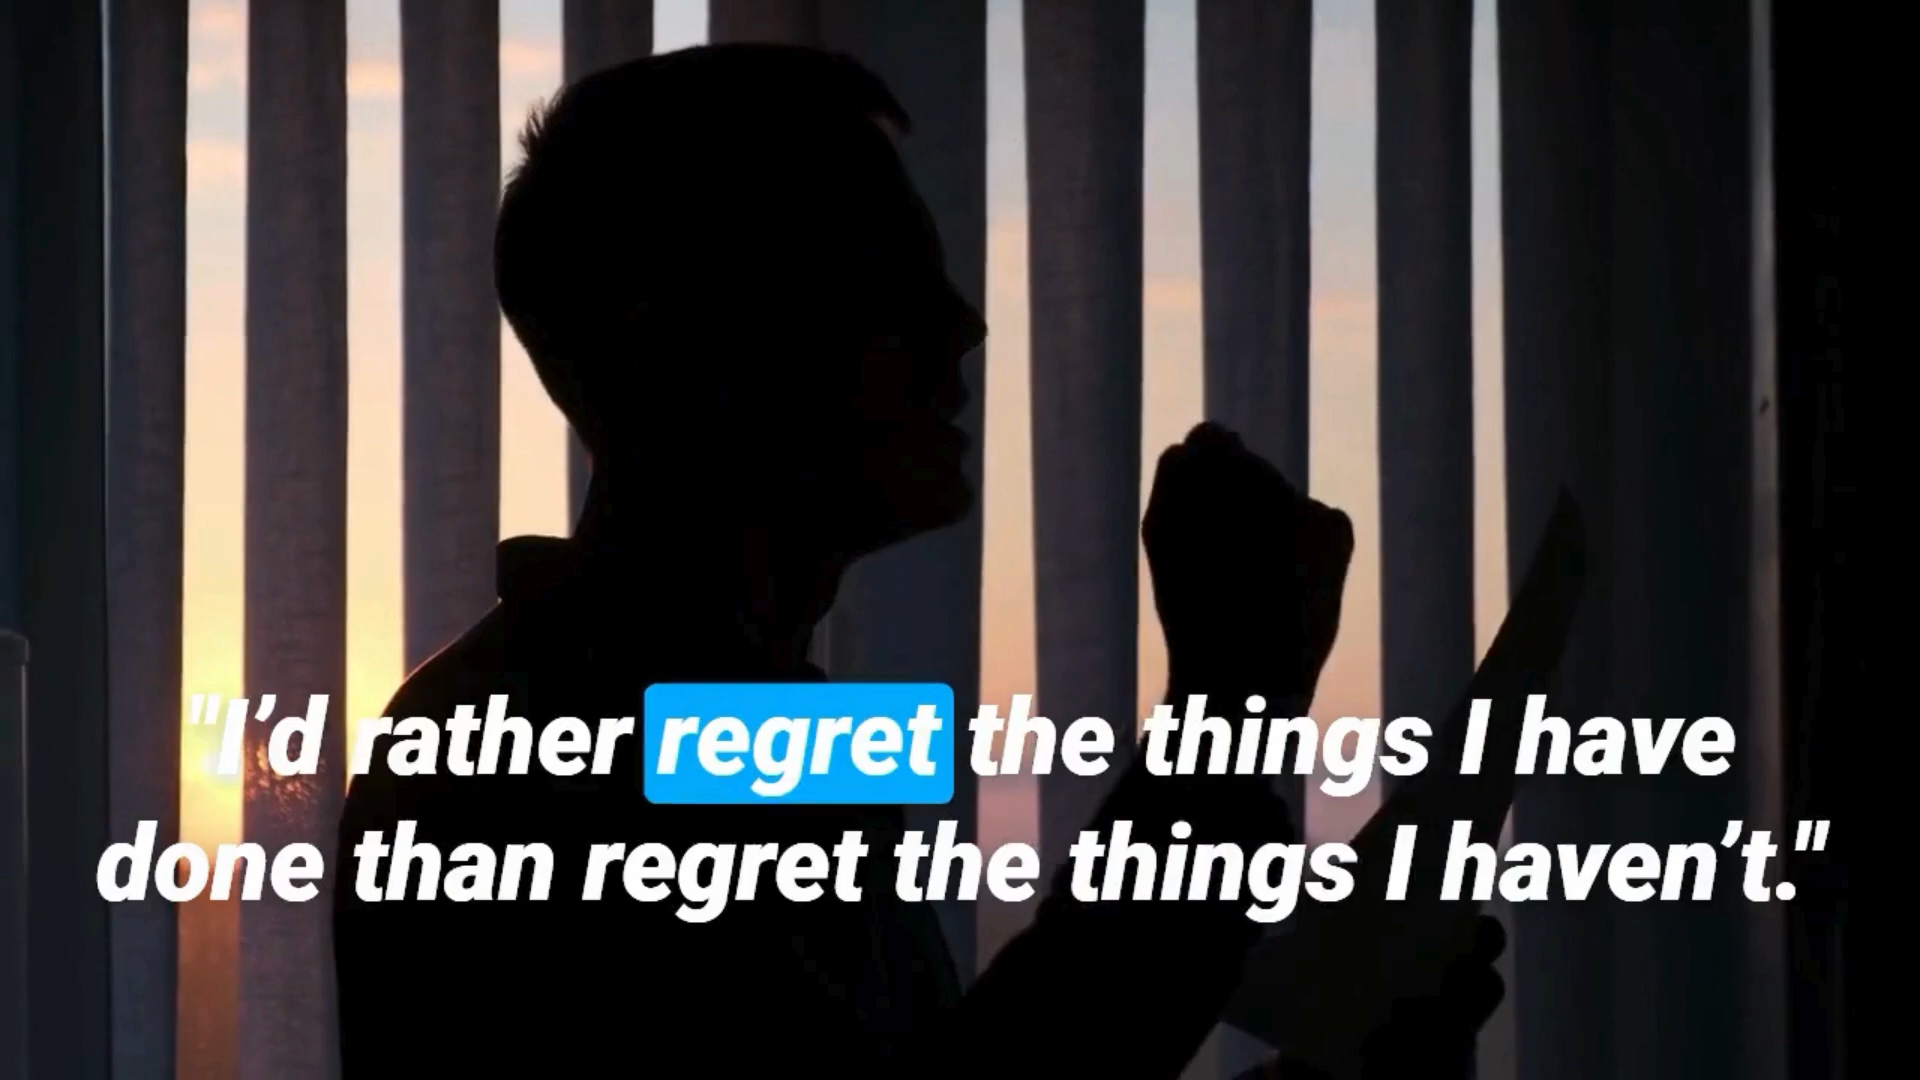 "I’d rather regret the things I have
done than regret the things I haven’t."